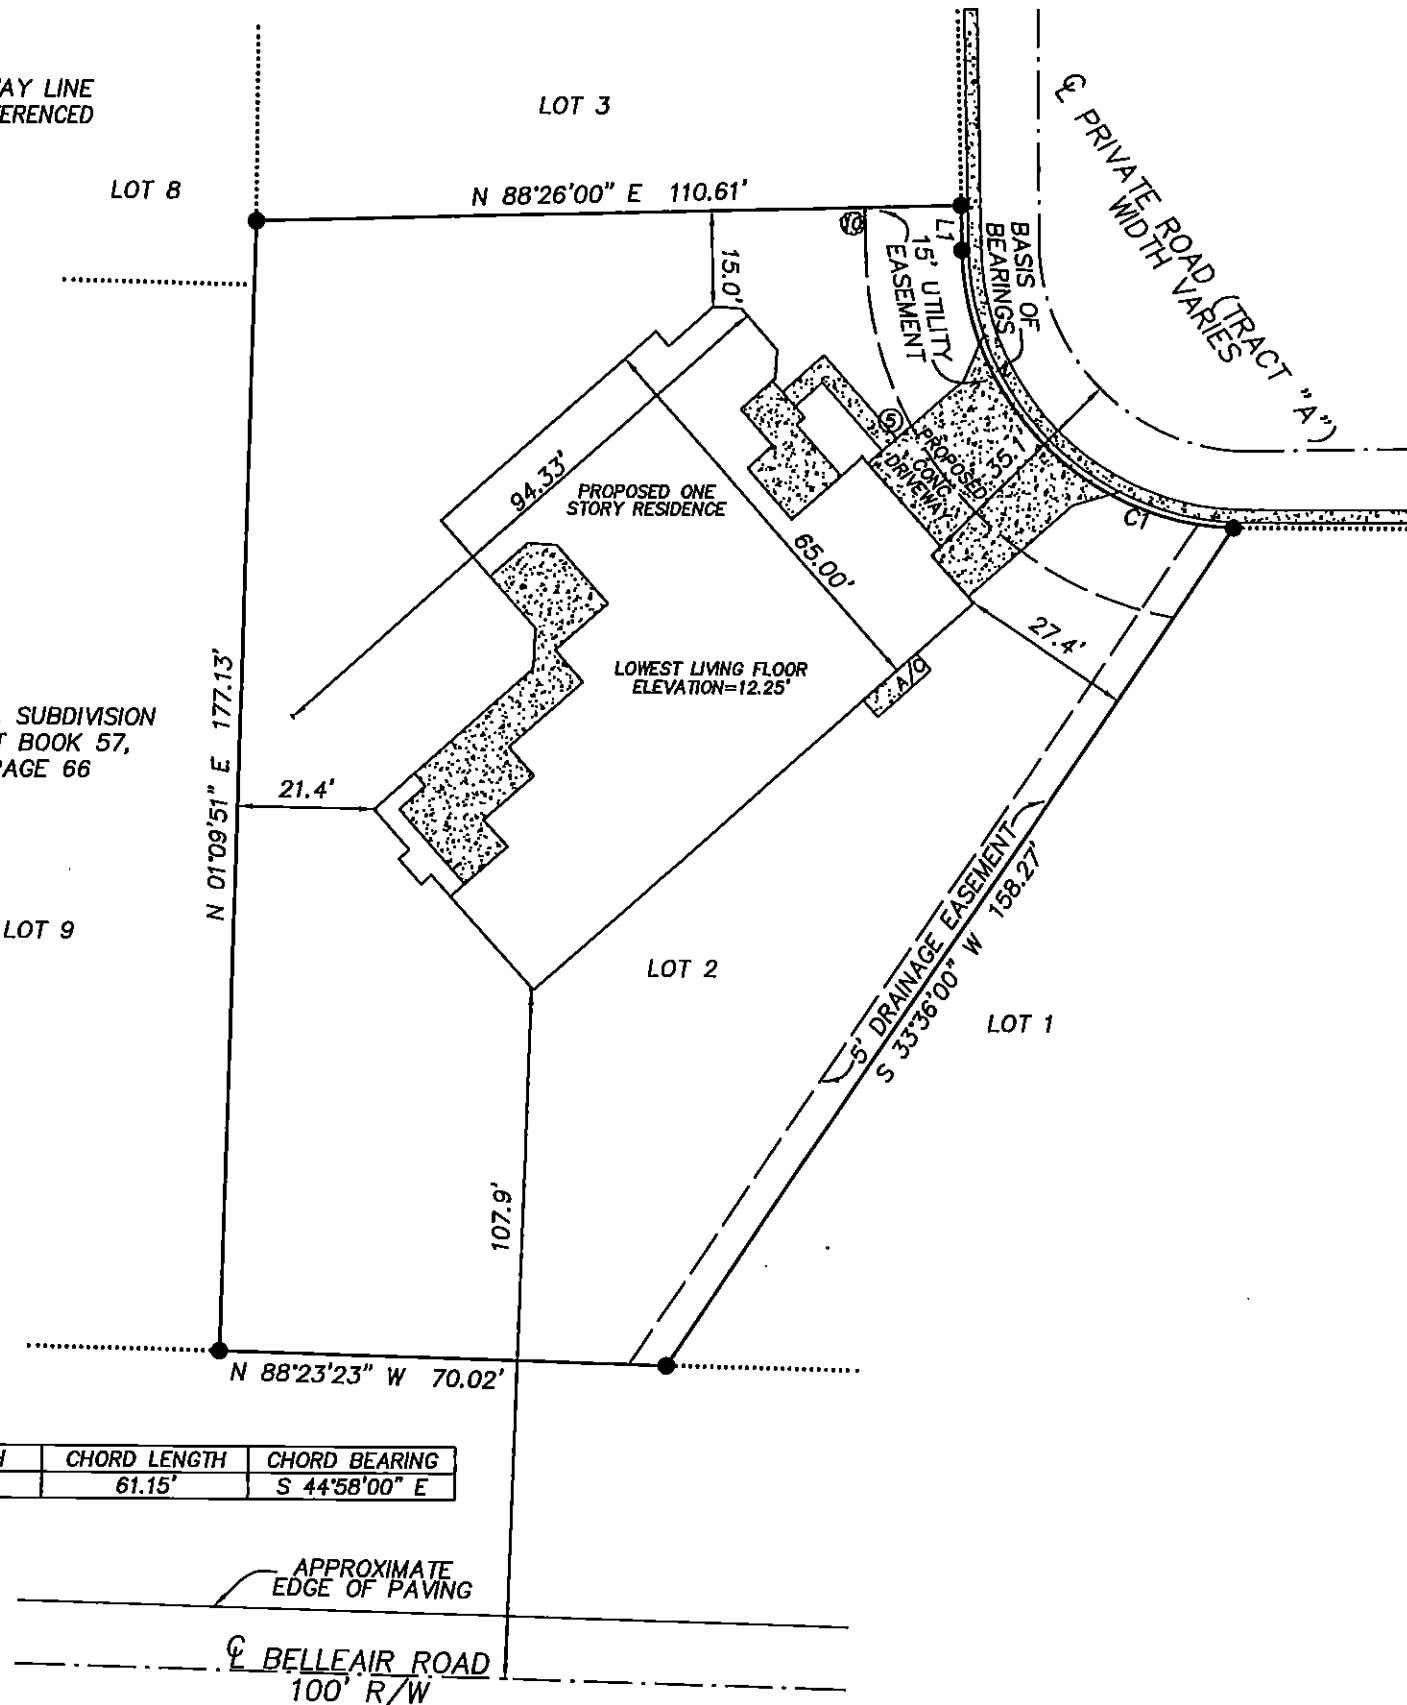 AY LINE
ERENCED
LOT 3
LOT 8
N 88°26'00" E 110.61'
℄ PRIVATE ROAD (TRACT "A")
WIDTH VARIES
10
L1
15' UTILITY
EASEMENT
BASIS OF
BEARINGS
15.0'
5
PROPOSED
CONC
DRIVEWAY
35.1
C1
94.33'
PROPOSED ONE
STORY RESIDENCE
65.00'
27.4'
LOWEST LIVING FLOOR
ELEVATION=12.25'
A/C
N 01°09'51" E 177.13'
SUBDIVISION
T BOOK 57,
PAGE 66
21.4'
LOT 9
LOT 2
5' DRAINAGE EASEMENT
S 33°36'00" W 158.27'
LOT 1
107.9'
N 88°23'23" W 70.02'
H CHORD LENGTH CHORD BEARING
61.15' S 44°58'00" E
APPROXIMATE
EDGE OF PAVING
℄ BELLEAIR ROAD
100' R/W